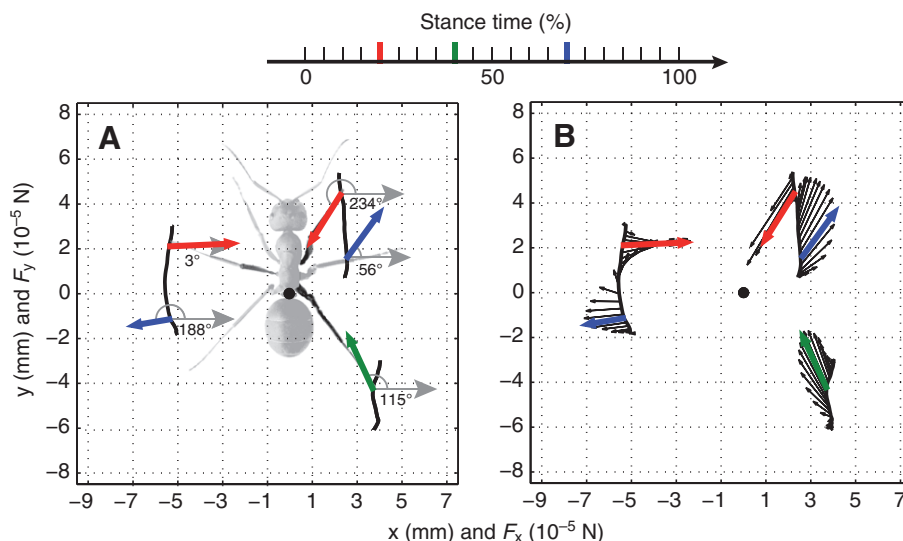 Stance time (%)
0 50 100
A
B
8
6
4
2
0
−2
−4
−6
−8
8
6
4
2
0
−2
−4
−6
−8
y (mm) and Fy (10⁻⁵ N)
234°
3°
56°
188°
115°
−9 −7 −5 −3 −1 1 3 5 7
−9 −7 −5 −3 −1 1 3 5 7
x (mm) and Fx (10⁻⁵ N)